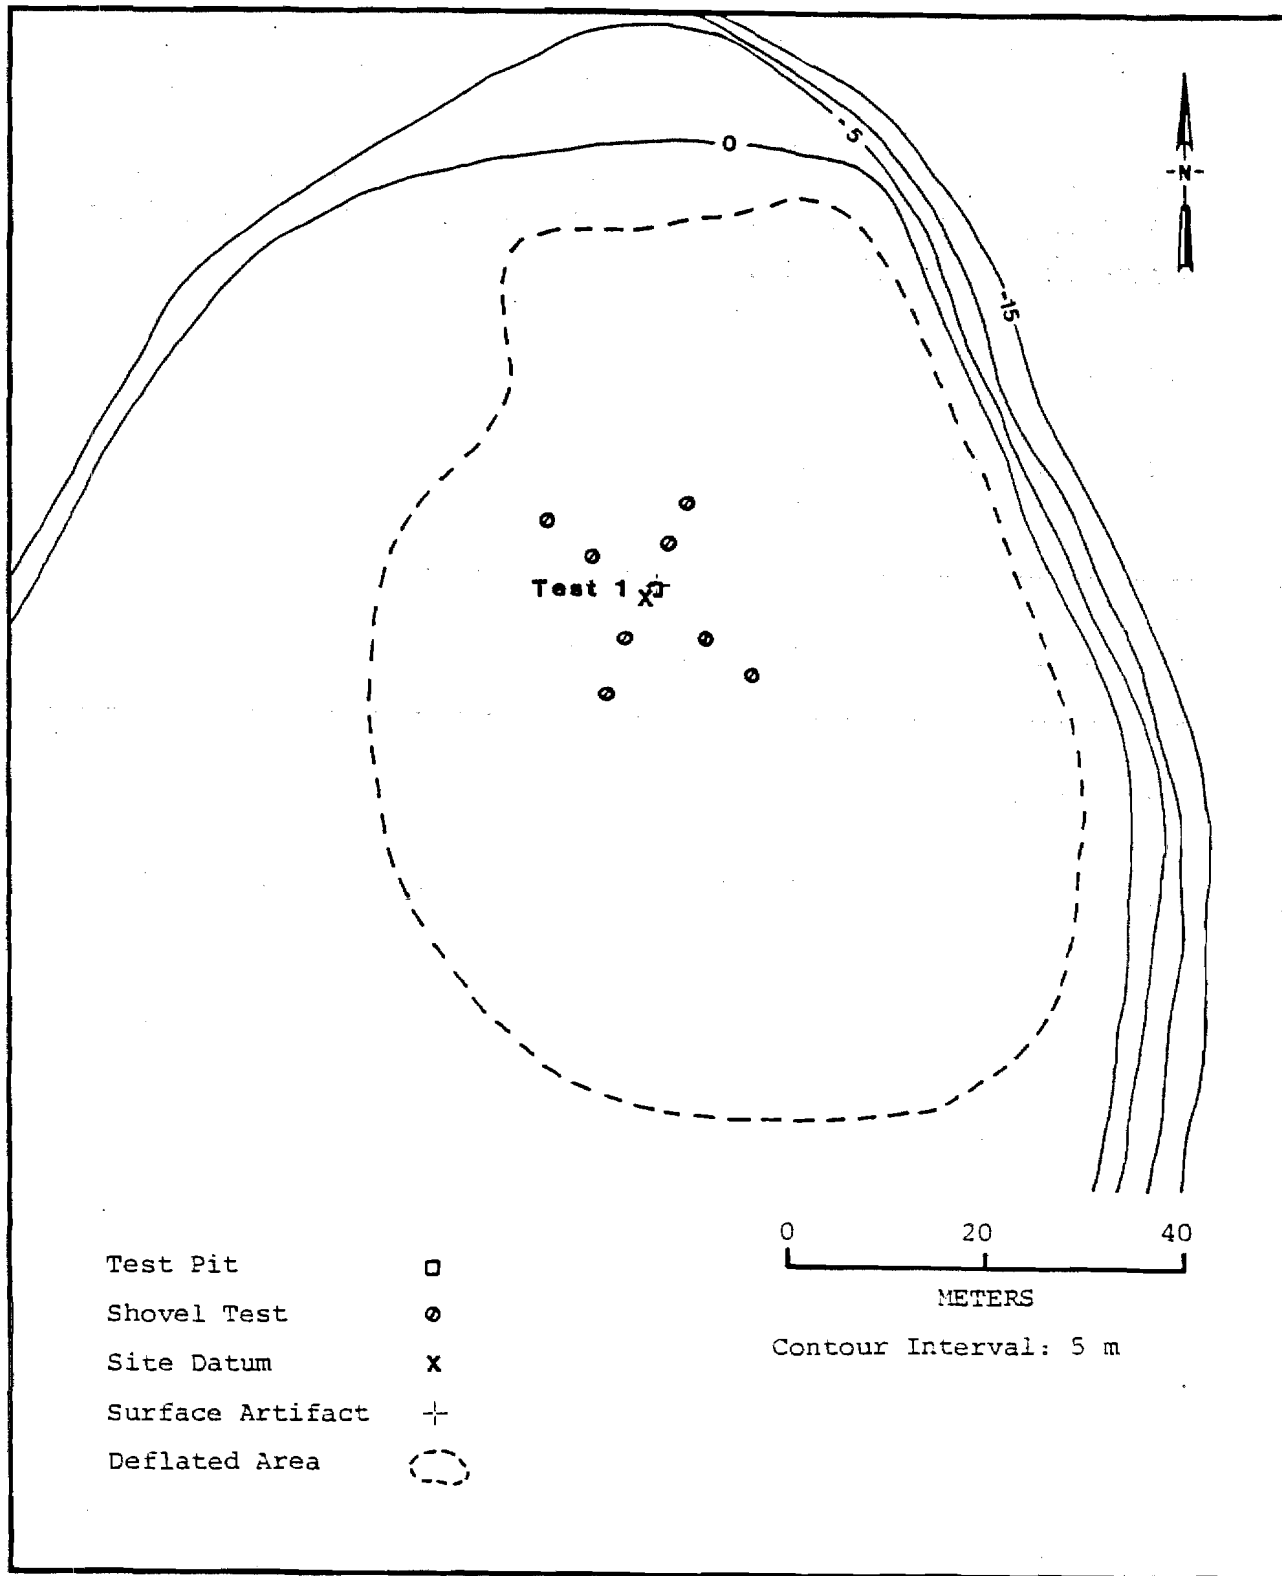 0
-5
-N-
-15
Test 1
X
0 20 40
METERS
Contour Interval: 5 m
Test Pit
Shovel Test
Site Datum X
Surface Artifact
Deflated Area